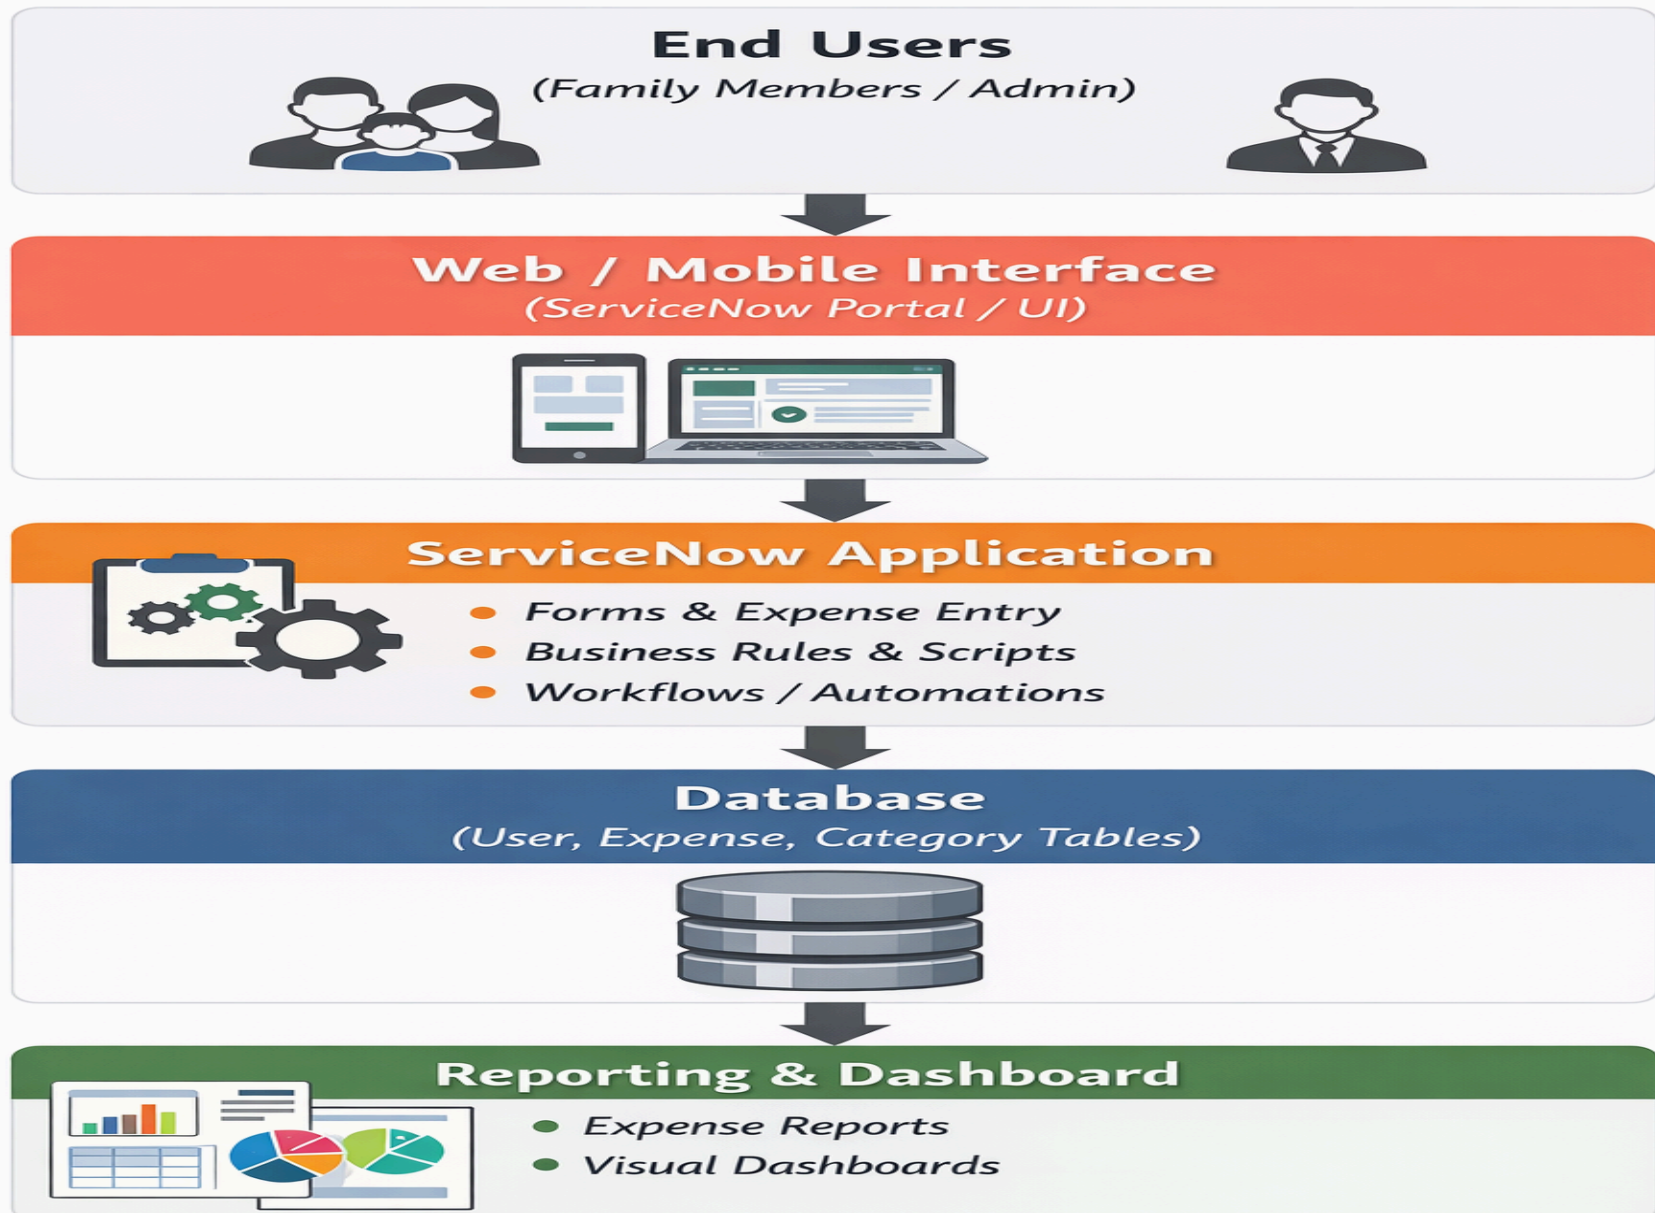 End Users
(Family Members / Admin)
Web / Mobile Interface
(ServiceNow Portal / UI)
ServiceNow Application
Forms & Expense Entry
Business Rules & Scripts
Workflows / Automations
Database
(User, Expense, Category Tables)
Reporting & Dashboard
Expense Reports
Visual Dashboards